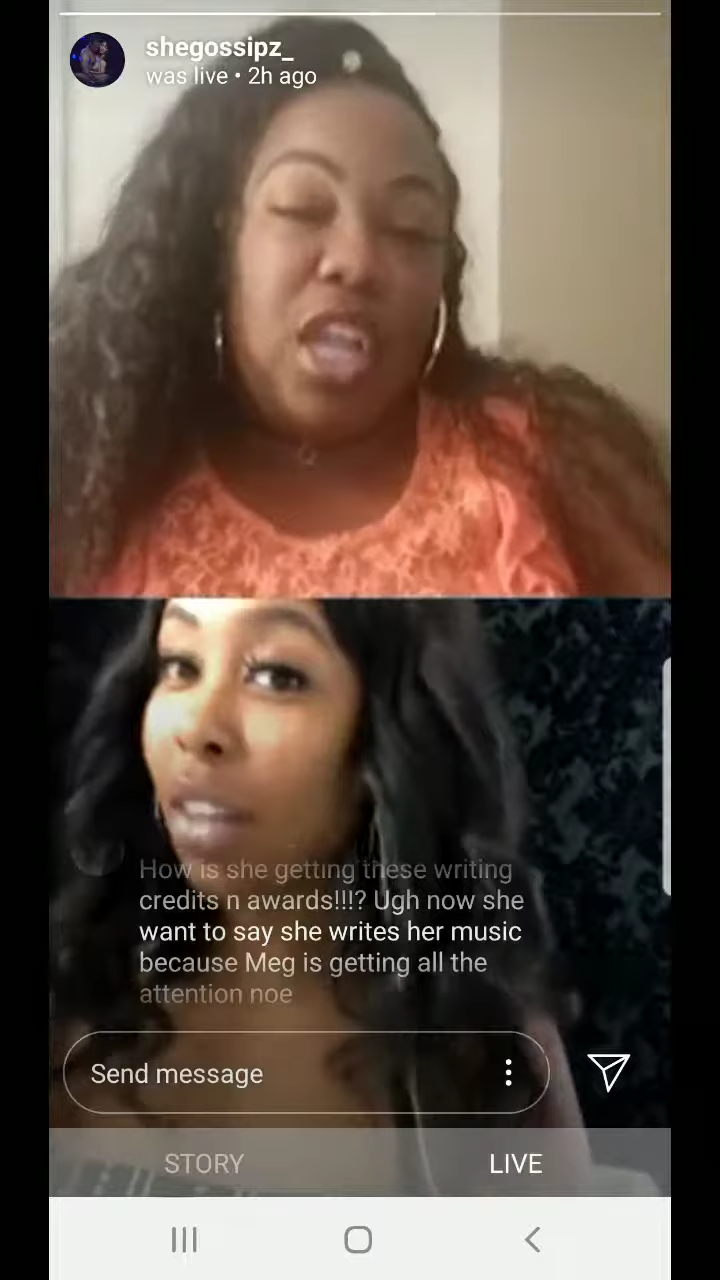 shegossipz_
was live • 2h ago
How is she getting these writing
credits n awards!!!? Ugh now she
want to say she writes her music
because Meg is getting all the
attention noe
Send message
STORY
LIVE